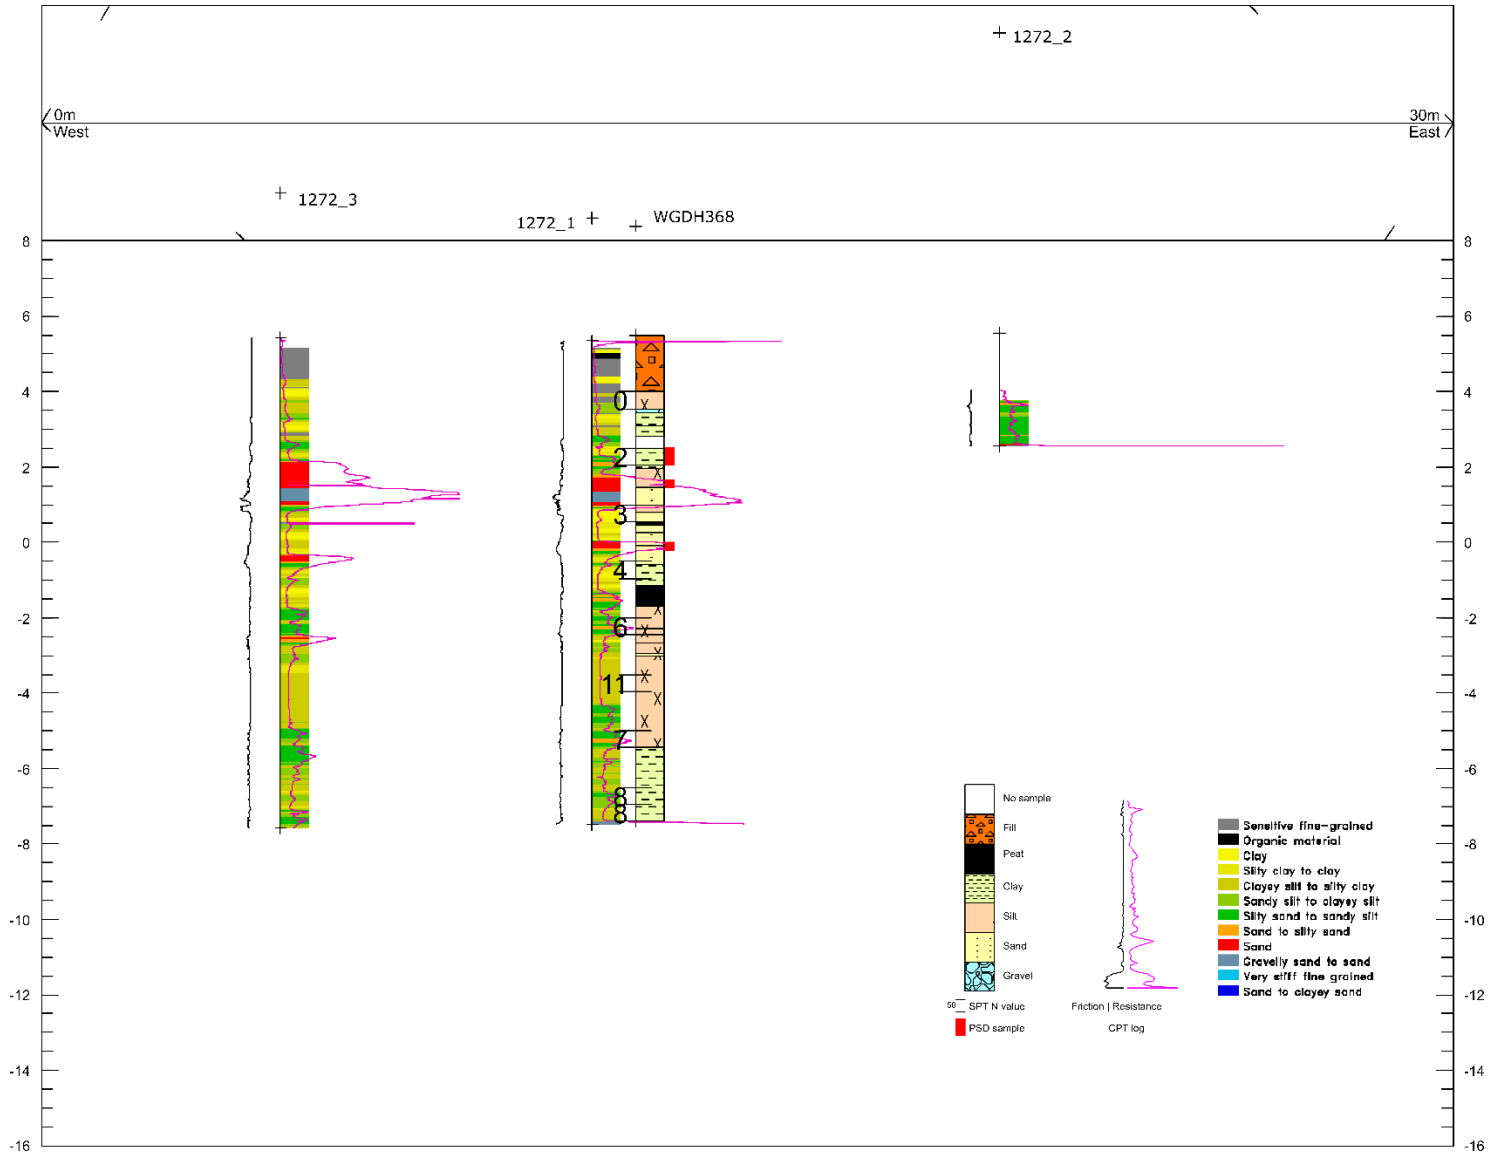 1272_2
0m
30m
West
East
1272_3
1272_1
WGDH368
8
8
6
6
4
4
0
2
2
2
3
0
0
4
-2
-2
6
-4
11
-4
7
-6
-6
8
8
-8
-8
-10
-10
-12
-12
-14
-14
-16
-16
No sample
Fill
Peat
Clay
Silt
Sand
Gravel
50 SPT N value
PSD sample
Friction | Resistance
CPT log
Sensitive fine-grained
Organic material
Clay
Silty clay to clay
Clayey silt to silty clay
Sandy silt to clayey silt
Silty sand to sandy silt
Sand to silty sand
Sand
Gravelly sand to sand
Very stiff fine grained
Sand to clayey sand